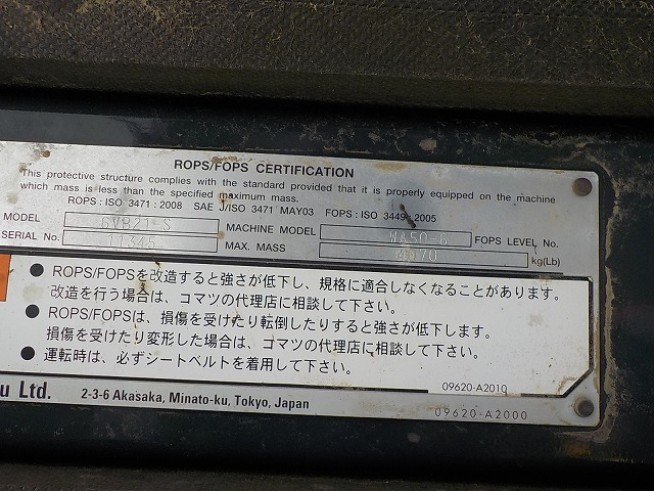 ROPS/FOPS CERTIFICATION
This protective structure complies with the standard provided that it is properly equipped on the machine
which mass is less than the specified maximum mass.
ROPS : ISO 3471 : 2008 SAE J/ISO 3471 MAY03 FOPS : ISO 3449 : 2005
MODEL 6VB21-S MACHINE MODEL WA50-6 FOPS LEVEL No.
SERIAL No. 11345 MAX. MASS 4070 kg(Lb)
● ROPS/FOPSを改造すると強さが低下し、規格に適合しなくなることがあります。
改造を行う場合は、コマツの代理店に相談して下さい。
● ROPS/FOPSは、損傷を受けたり転倒したりすると強さが低下します。
損傷を受けたり変形した場合は、コマツの代理店に相談して下さい。
● 運転時は、必ずシートベルトを着用して下さい。
09620-A2010
u Ltd. 2-3-6 Akasaka, Minato-ku, Tokyo, Japan
09620-A2000